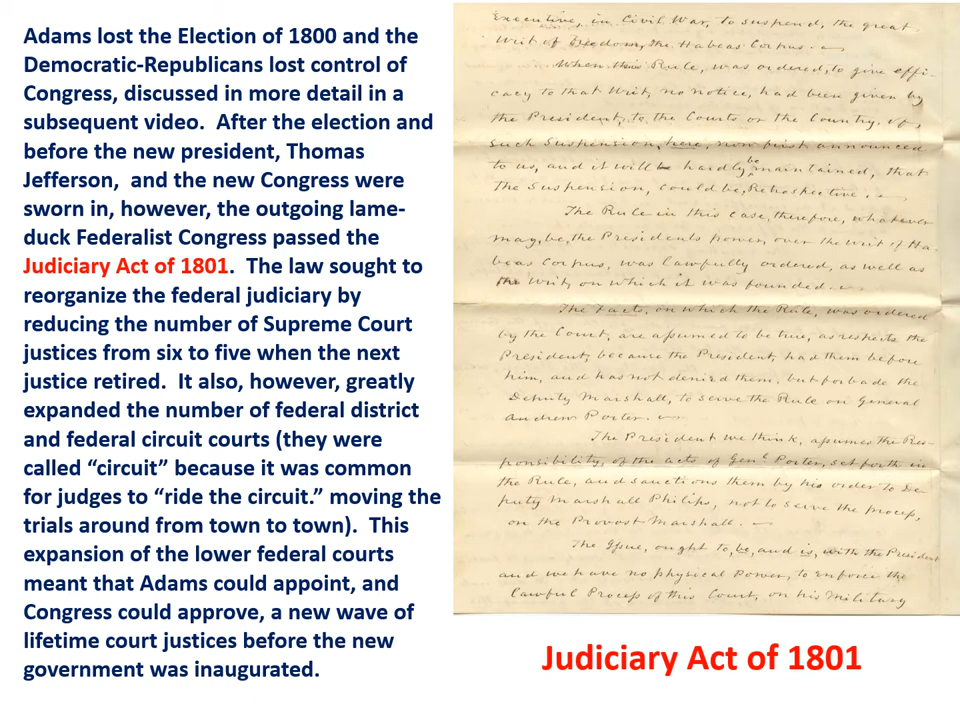 Adams lost the Election of 1800 and the
Democratic-Republicans lost control of
Congress, discussed in more detail in a
subsequent video.  After the election and
before the new president, Thomas
Jefferson,  and the new Congress were
sworn in, however, the outgoing lame-
duck Federalist Congress passed the
Judiciary Act of 1801.  The law sought to
reorganize the federal judiciary by
reducing the number of Supreme Court
justices from six to five when the next
justice retired.  It also, however, greatly
expanded the number of federal district
and federal circuit courts (they were
called “circuit” because it was common
for judges to “ride the circuit.” moving the
trials around from town to town).  This
expansion of the lower federal courts
meant that Adams could appoint, and
Congress could approve, a new wave of
lifetime court justices before the new
government was inaugurated.
Executive, in Civil War, to suspend, the great
Writ of Freedom, the Habeas Corpus.
When this Rule, was ordered, to give effi-
cacy to that Writ, no notice, had been given by
the President, to the Courts or the Country, of,
such Suspension, here, now first announced
to us, and it will hardly be maintained, that
the Suspension, could be, Retrospective.
The Rule in this case, therefore, whatever
may, be, the Presidents power, over the writ of Ha-
beas Corpus, was lawfully ordered, as well as
the Writ, on which it was founded.
The Facts, on which the Rule, was ordered
by the Court, are assumed to be true, as respects the
President, because the President, had them before
him, and has not denied them, but forbade the
Deputy Marshall, to serve the Rule on General
Andrew Porter.
The President we think, assumes the Res-
ponsibility, of the acts of Genl Porter, set forth in
the Rule, and sanctions them by his order to De-
puty Marshall Philips, not to serve the process,
on the Provost Marshall.
The Issue, ought to, be, and is, with the President
and we have no physical Power, to enforce the
Lawful Process of this Court, on his Military
Judiciary Act of 1801